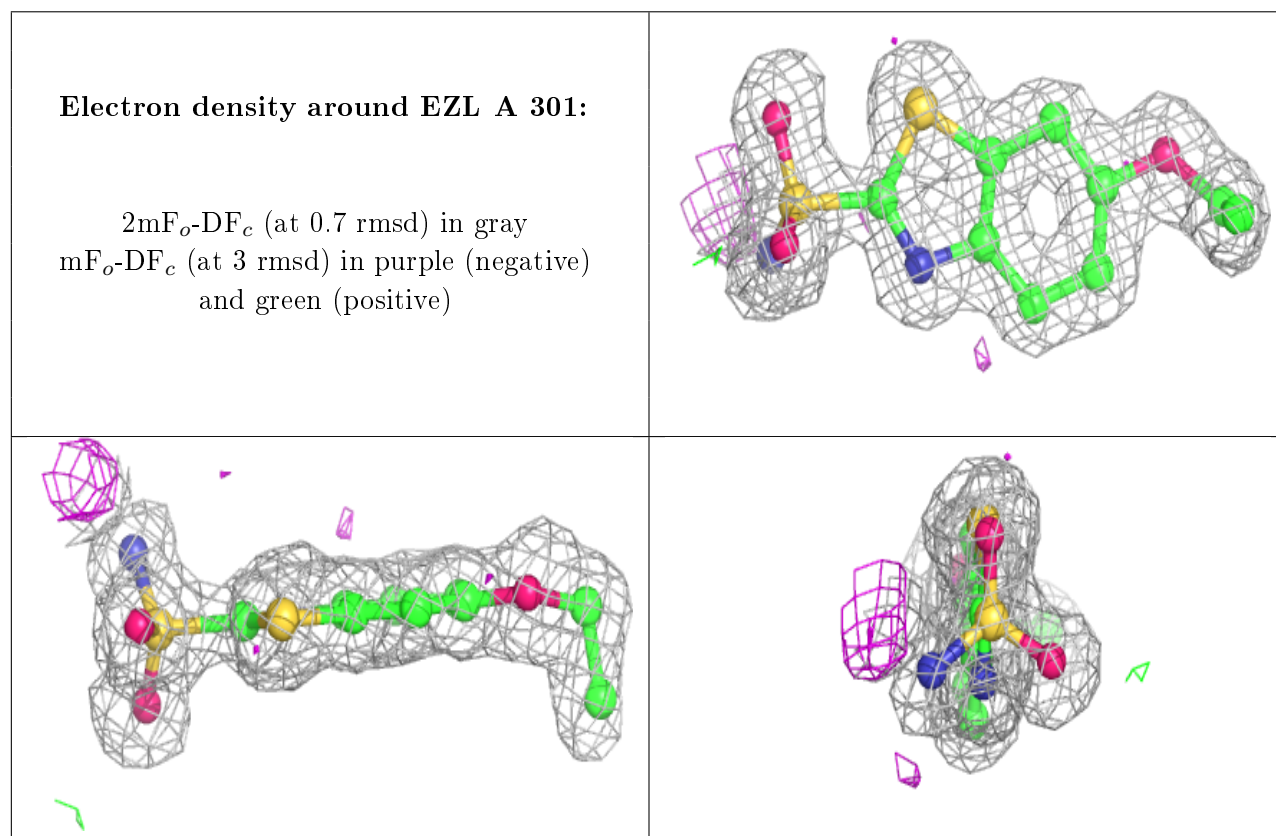 Electron density around EZL A 301:
2mFₒ-DF𝒸 (at 0.7 rmsd) in gray
mFₒ-DF𝒸 (at 3 rmsd) in purple (negative)
and green (positive)